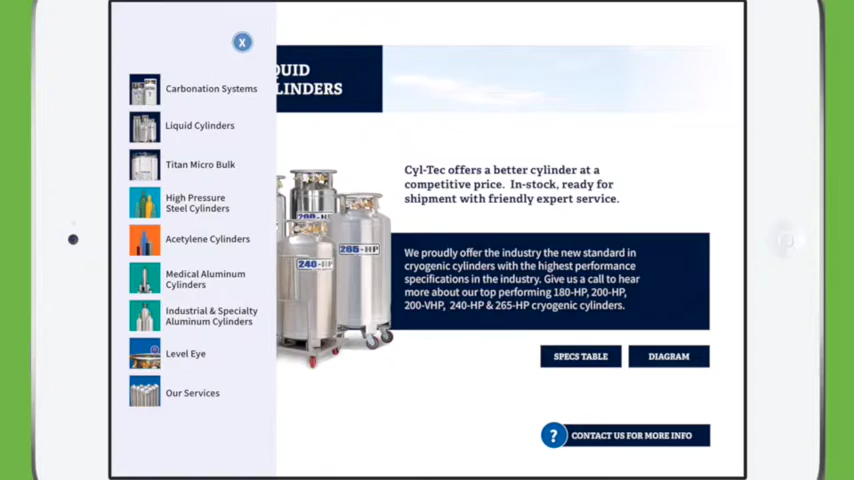 X
Carbonation Systems
Liquid Cylinders
Titan Micro Bulk
High Pressure
Steel Cylinders
Acetylene Cylinders
Medical Aluminum
Cylinders
Industrial & Specialty
Aluminum Cylinders
Level Eye
Our Services
QUID
LINDERS
Cyl-Tec offers a better cylinder at a
competitive price. In-stock, ready for
shipment with friendly expert service.
200-HP
265-HP
240-HP
We proudly offer the industry the new standard in
cryogenic cylinders with the highest performance
specifications in the industry. Give us a call to hear
more about our top performing 180-HP, 200-HP,
200-VHP, 240-HP & 265-HP cryogenic cylinders.
SPECS TABLE
DIAGRAM
? CONTACT US FOR MORE INFO